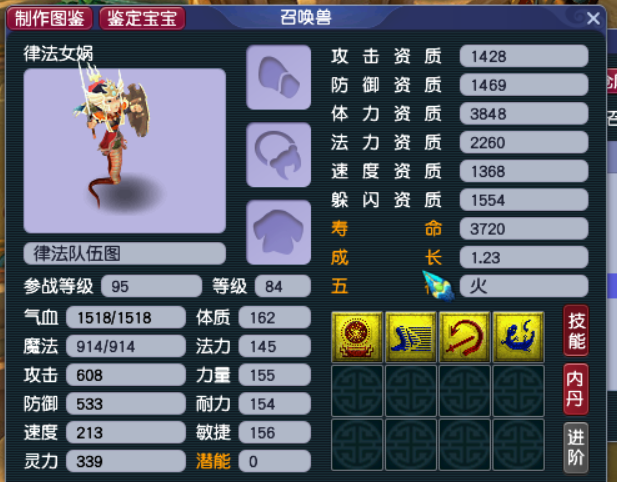 制作图鉴 鉴定宝宝 召唤兽
律法女娲
律法队伍图
参战等级 95 等级 84
气血 1518/1518 体质 162
魔法 914/914 法力 145
攻击 608 力量 155
防御 533 耐力 154
速度 213 敏捷 156
灵力 339 潜能 0
攻击资质 1428
防御资质 1469
体力资质 3848
法力资质 2260
速度资质 1368
躲闪资质 1554
寿命 3720
成长 1.23
五 火
技能
内丹
进阶